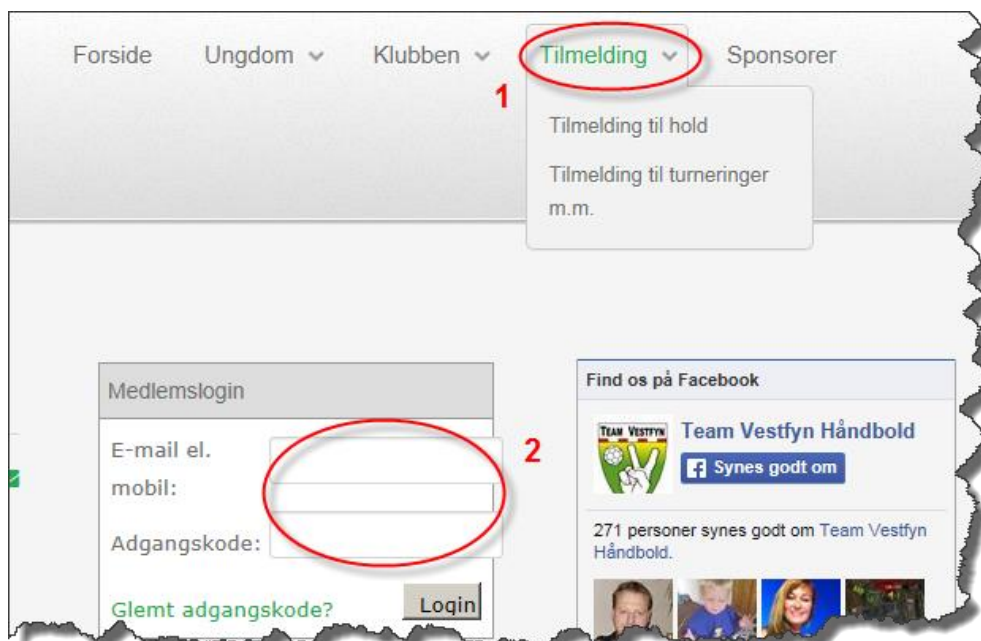 Forside Ungdom Klubben Tilmelding Sponsorer
1
Tilmelding til hold
Tilmelding til turneringer
m.m.
Medlemslogin
E-mail el.
mobil:
Adgangskode:
Glemt adgangskode?
Login
2
Find os på Facebook
TEAM VESTFYN
Team Vestfyn Håndbold
Synes godt om
271 personer synes godt om Team Vestfyn
Håndbold.